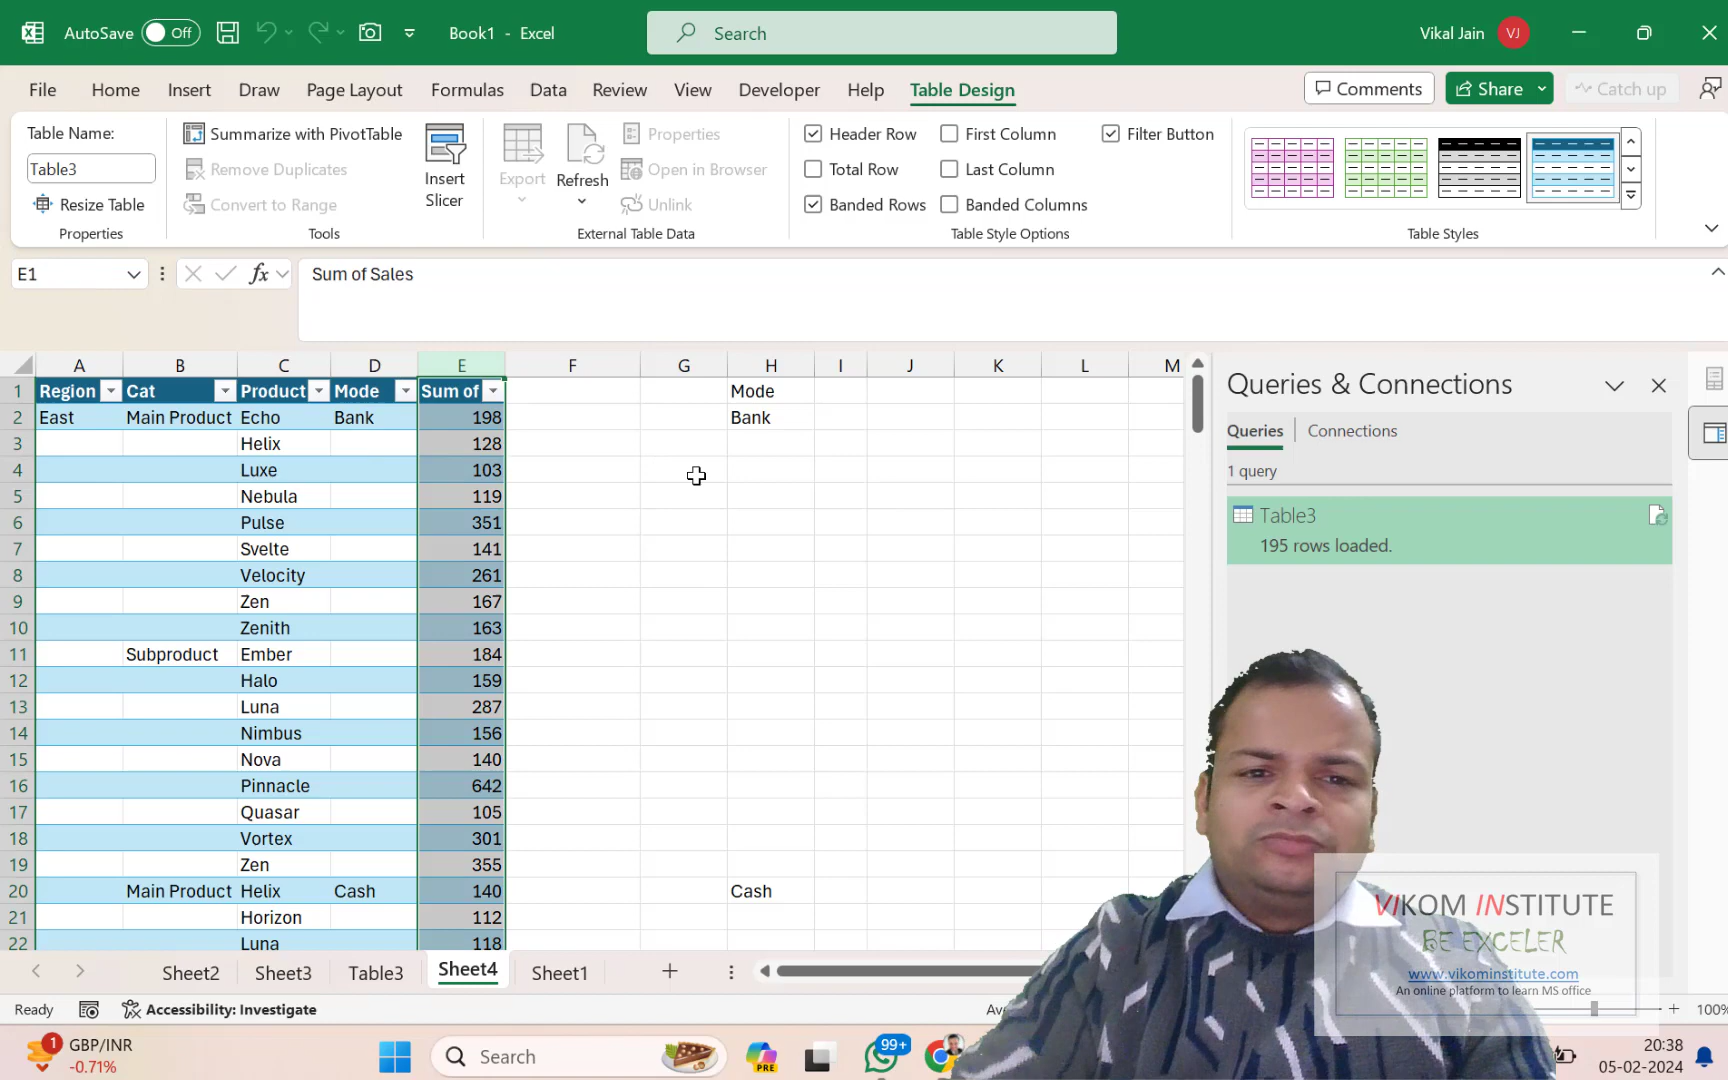 AutoSave Off Book1 - Excel Search Vikal Jain VJ
File Home Insert Draw Page Layout Formulas Data Review View Developer Help Table Design Comments Share Catch up
Table Name: Summarize with PivotTable Properties Header Row First Column Filter Button
Table3 Remove Duplicates Insert Slicer Export Refresh Open in Browser Total Row Last Column
Resize Table Convert to Range Unlink Banded Rows Banded Columns
Properties Tools External Table Data Table Style Options Table Styles
E1 fx Sum of Sales
A B C D E F G H I J K L M
1 Region Cat Product Mode Sum of Mode
2 East Main Product Echo Bank 198 Bank
3 Helix 128
4 Luxe 103
5 Nebula 119
6 Pulse 351
7 Svelte 141
8 Velocity 261
9 Zen 167
10 Zenith 163
11 Subproduct Ember 184
12 Halo 159
13 Luna 287
14 Nimbus 156
15 Nova 140
16 Pinnacle 642
17 Quasar 105
18 Vortex 301
19 Zen 355
20 Main Product Helix Cash 140 Cash
21 Horizon 112
22 Luna 118
Queries & Connections
Queries Connections
1 query
Table3
195 rows loaded.
VIKOM INSTITUTE
BE EXCELER
www.vikominstitute.com
An online platform to learn MS office
Sheet2 Sheet3 Table3 Sheet4 Sheet1
Ready Accessibility: Investigate 100%
1 GBP/INR
-0.71%
Search PRE 99+
20:38
05-02-2024